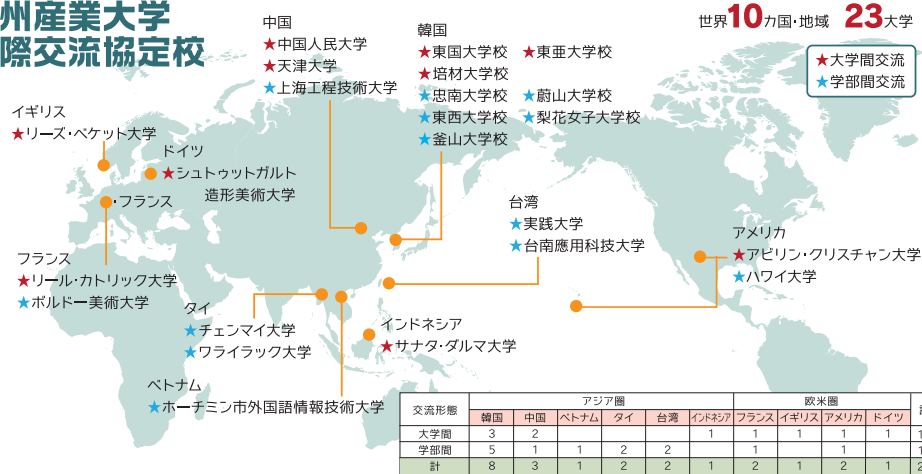 州産業大学
際交流協定校
世界10カ国・地域 23大学
★大学間交流
★学部間交流
中国
★中国人民大学
★天津大学
★上海工程技術大学
韓国
★東国大学校 ★東亜大学校
★培材大学校
★忠南大学校 ★蔚山大学校
★東西大学校 ★梨花女子大学校
★釜山大学校
イギリス
★リーズ・ベケット大学
ドイツ
★シュトゥットガルト
造形美術大学
・フランス
フランス
★リール・カトリック大学
★ボルドー美術大学
台湾
★実践大学
★台南應用科技大学
アメリカ
★アビリン・クリスチャン大学
★ハワイ大学
タイ
★チェンマイ大学
★ワライラック大学
インドネシア
★サナタ・ダルマ大学
ベトナム
★ホーチミン市外国語情報技術大学
交流形態 アジア圏 欧米圏
韓国 中国 ベトナム タイ 台湾 インドネシア フランス イギリス アメリカ ドイツ
大学間 3 2 1 1 1 1 1
学部間 5 1 1 2 2 1 1
計 8 3 1 2 2 1 2 1 2 1